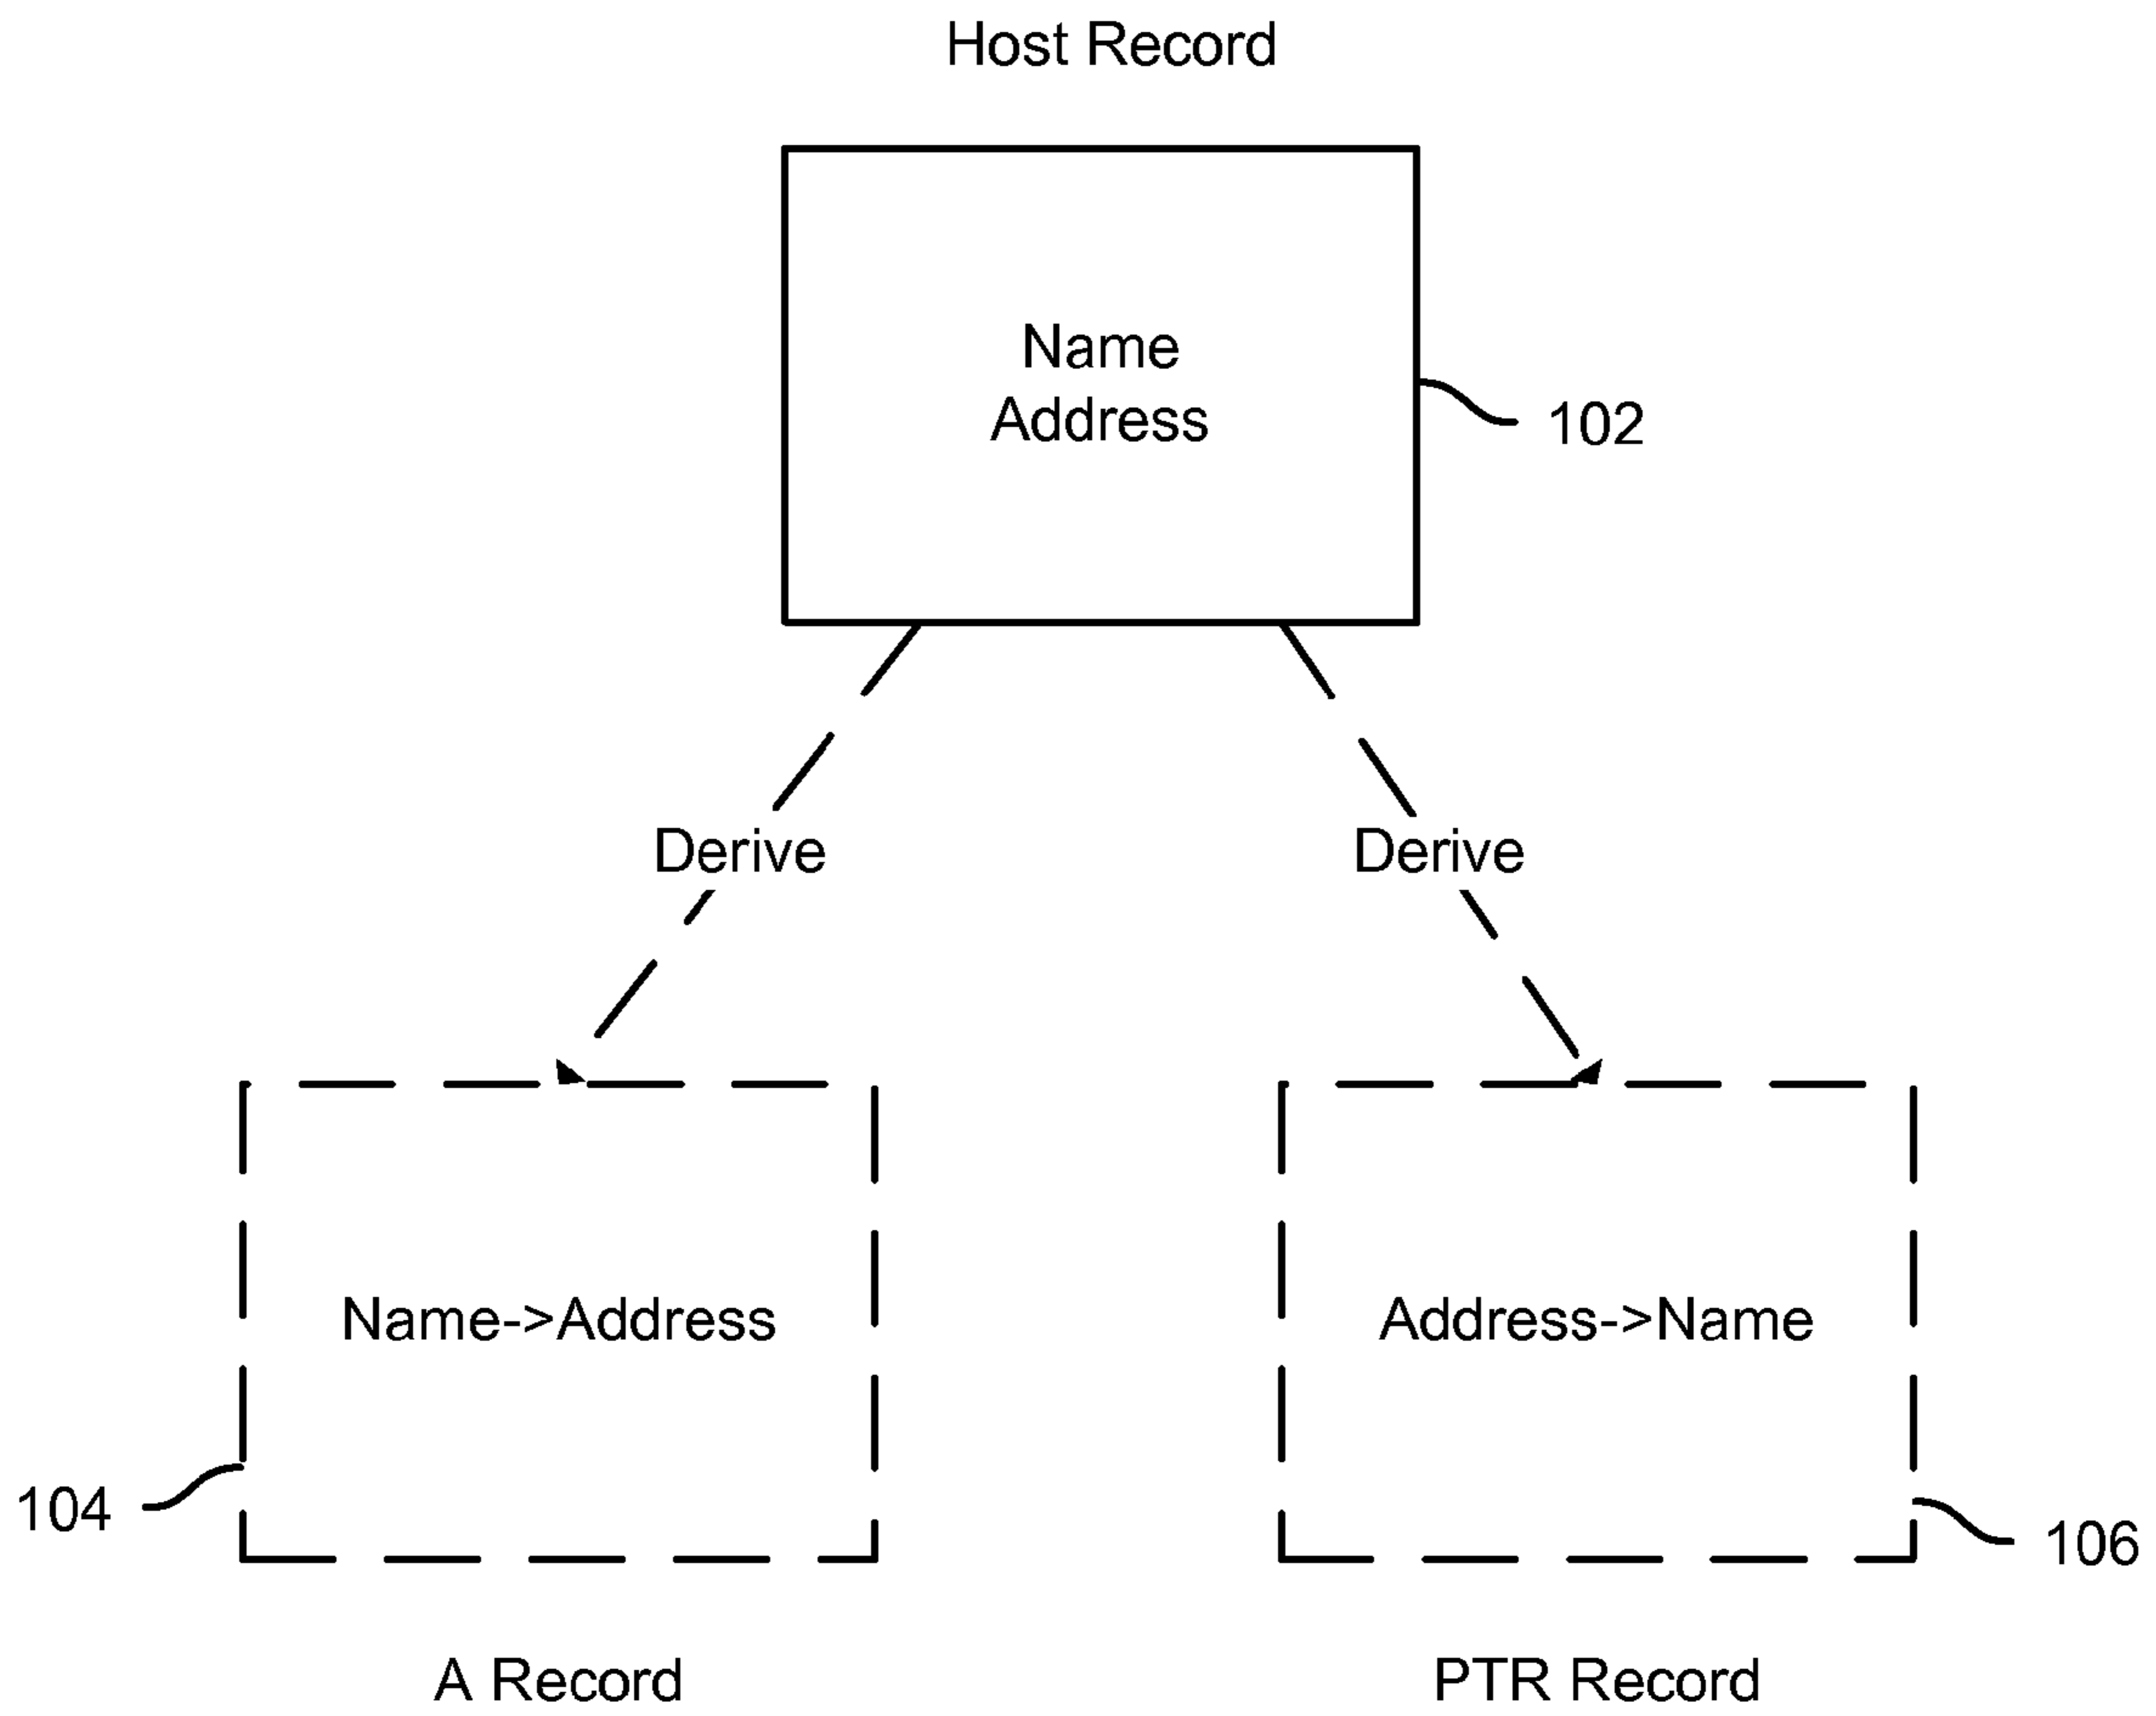 Host Record
Name
Address
102
Derive
Derive
Name->Address
Address->Name
104
106
A Record
PTR Record